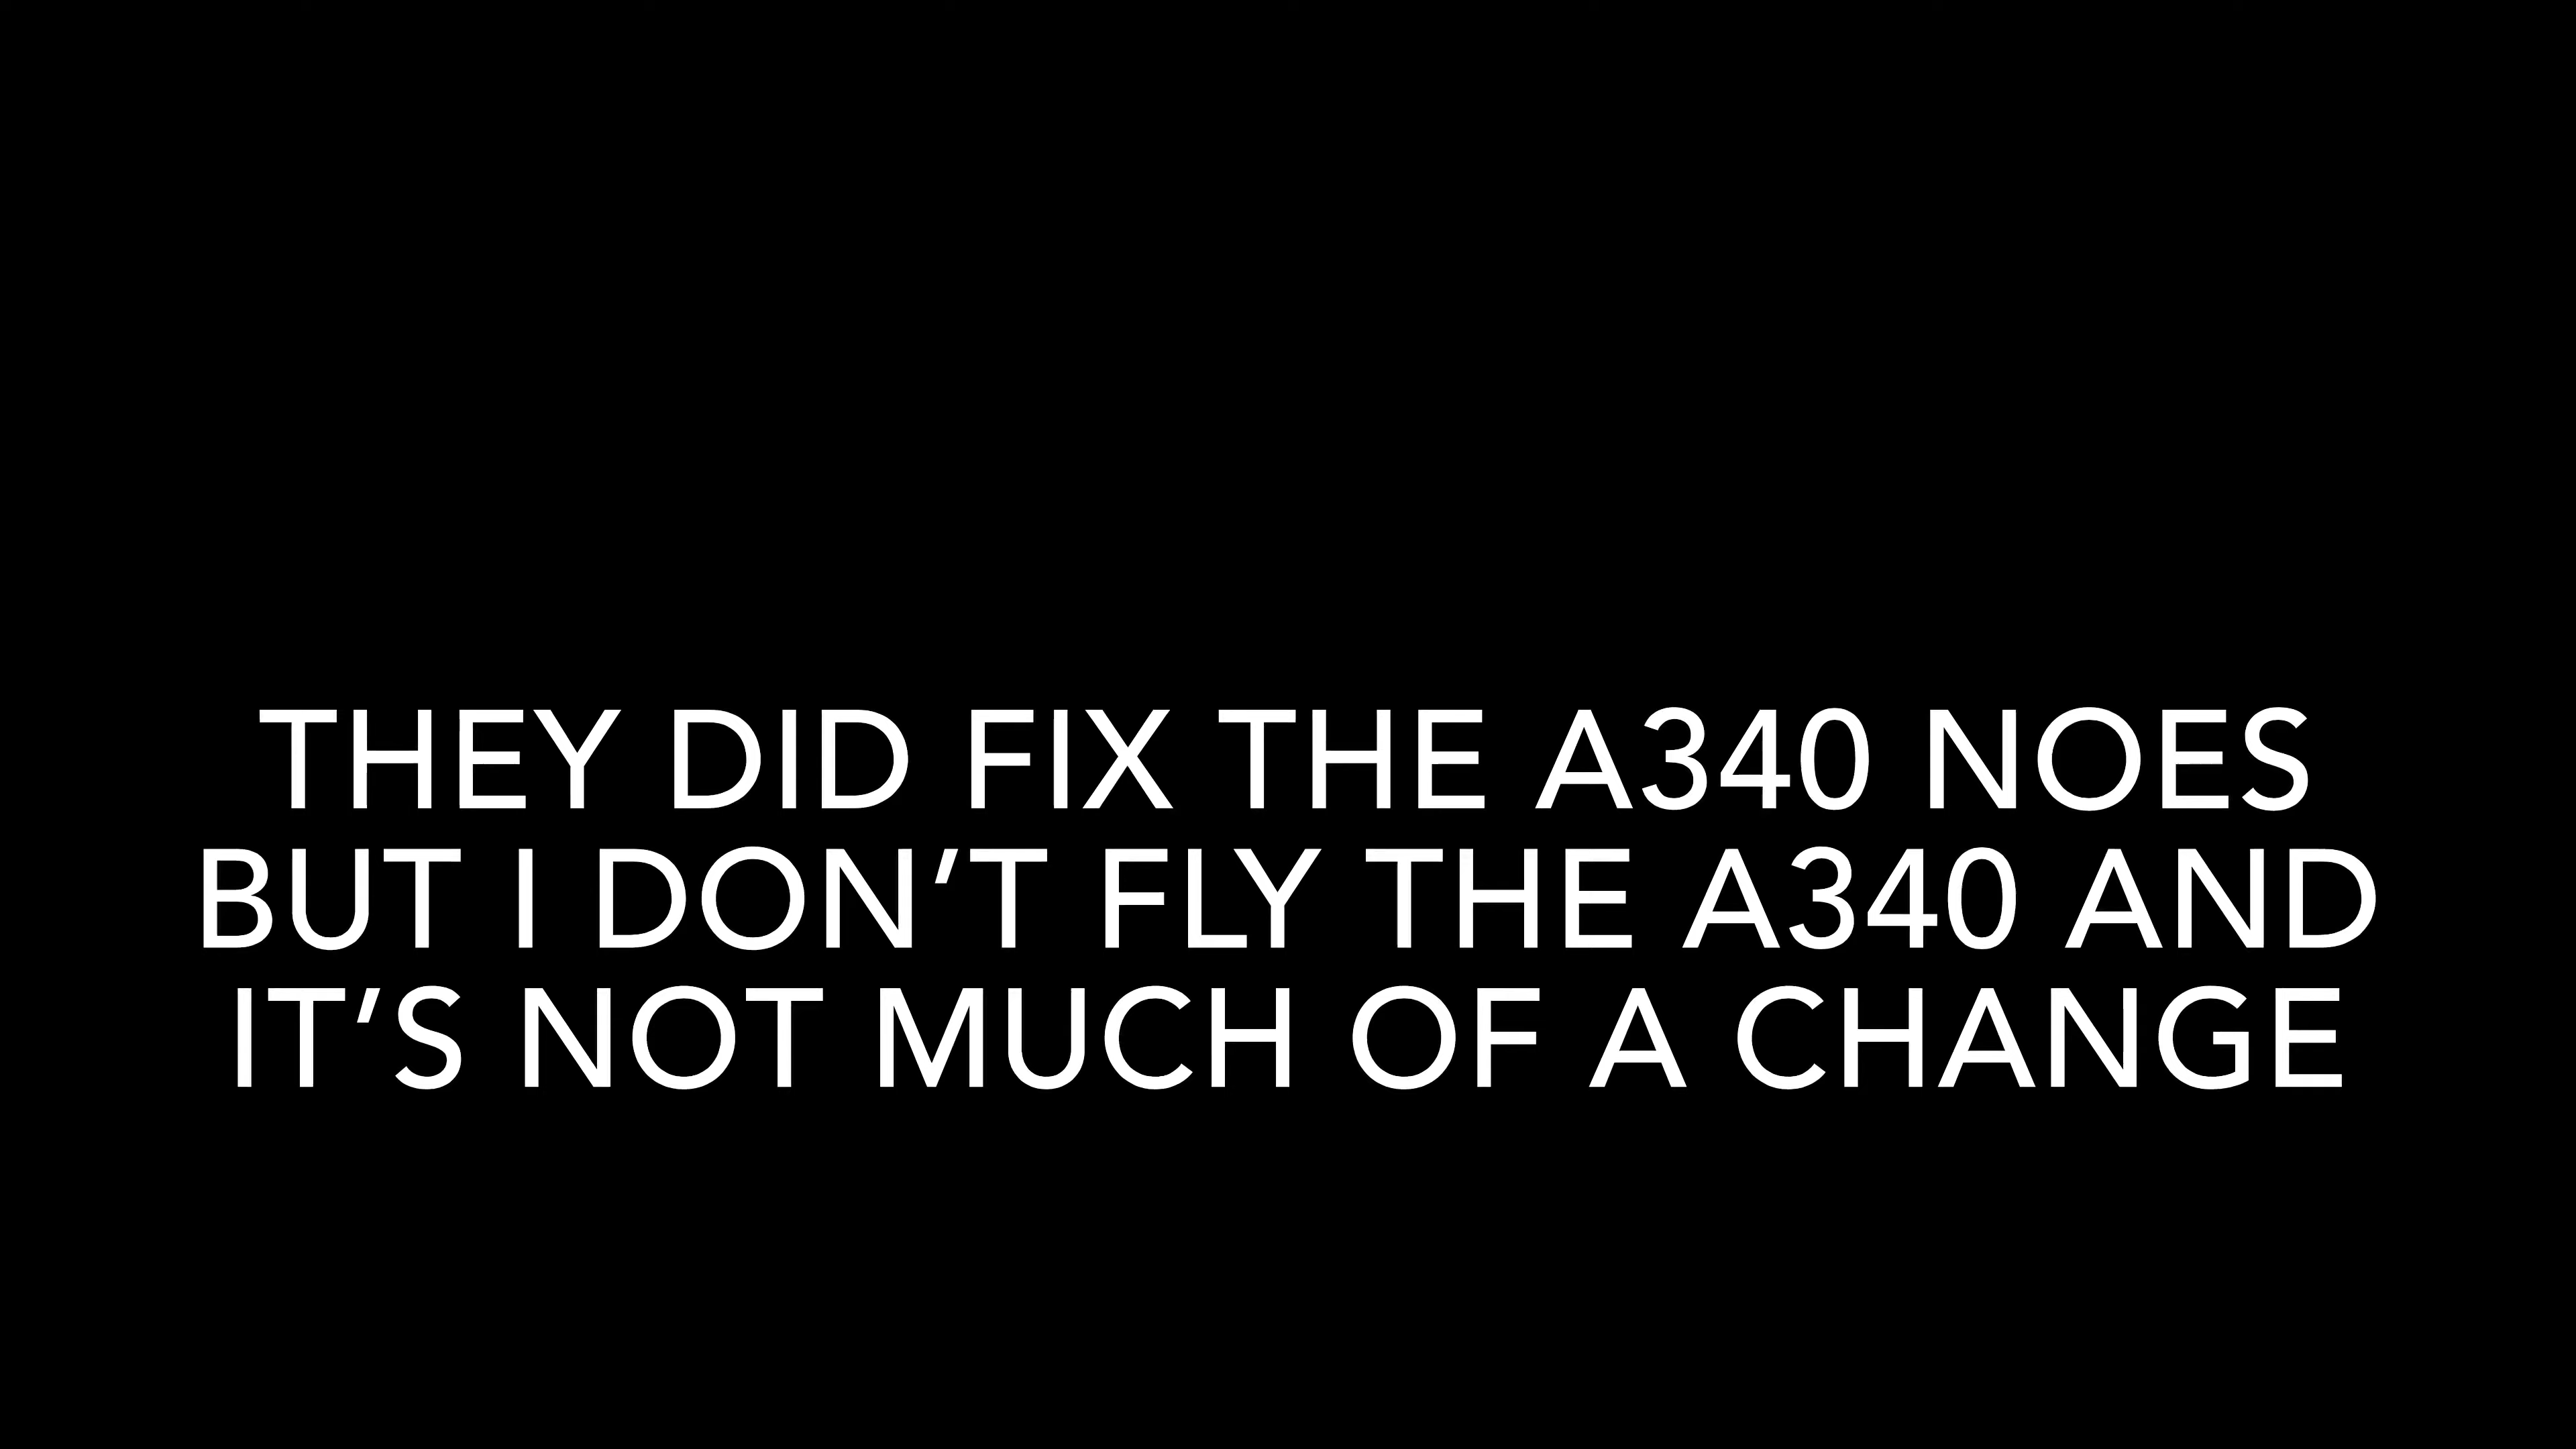 THEY DID FIX THE A340 NOES
BUT I DON’T FLY THE A340 AND
IT’S NOT MUCH OF A CHANGE